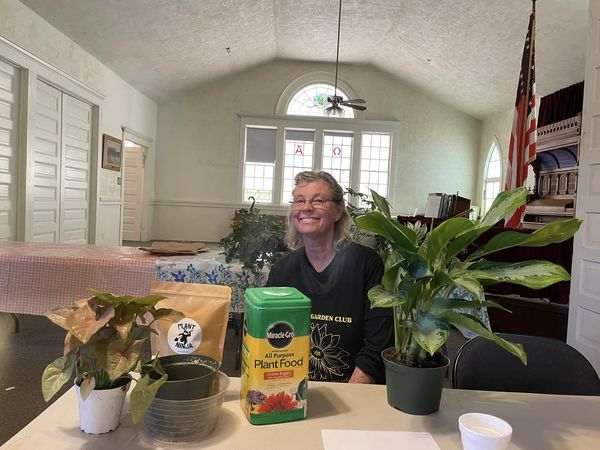 Α Ω
GARDEN CLUB
PLANT
NINJA
Miracle-Gro
All Purpose
Plant Food